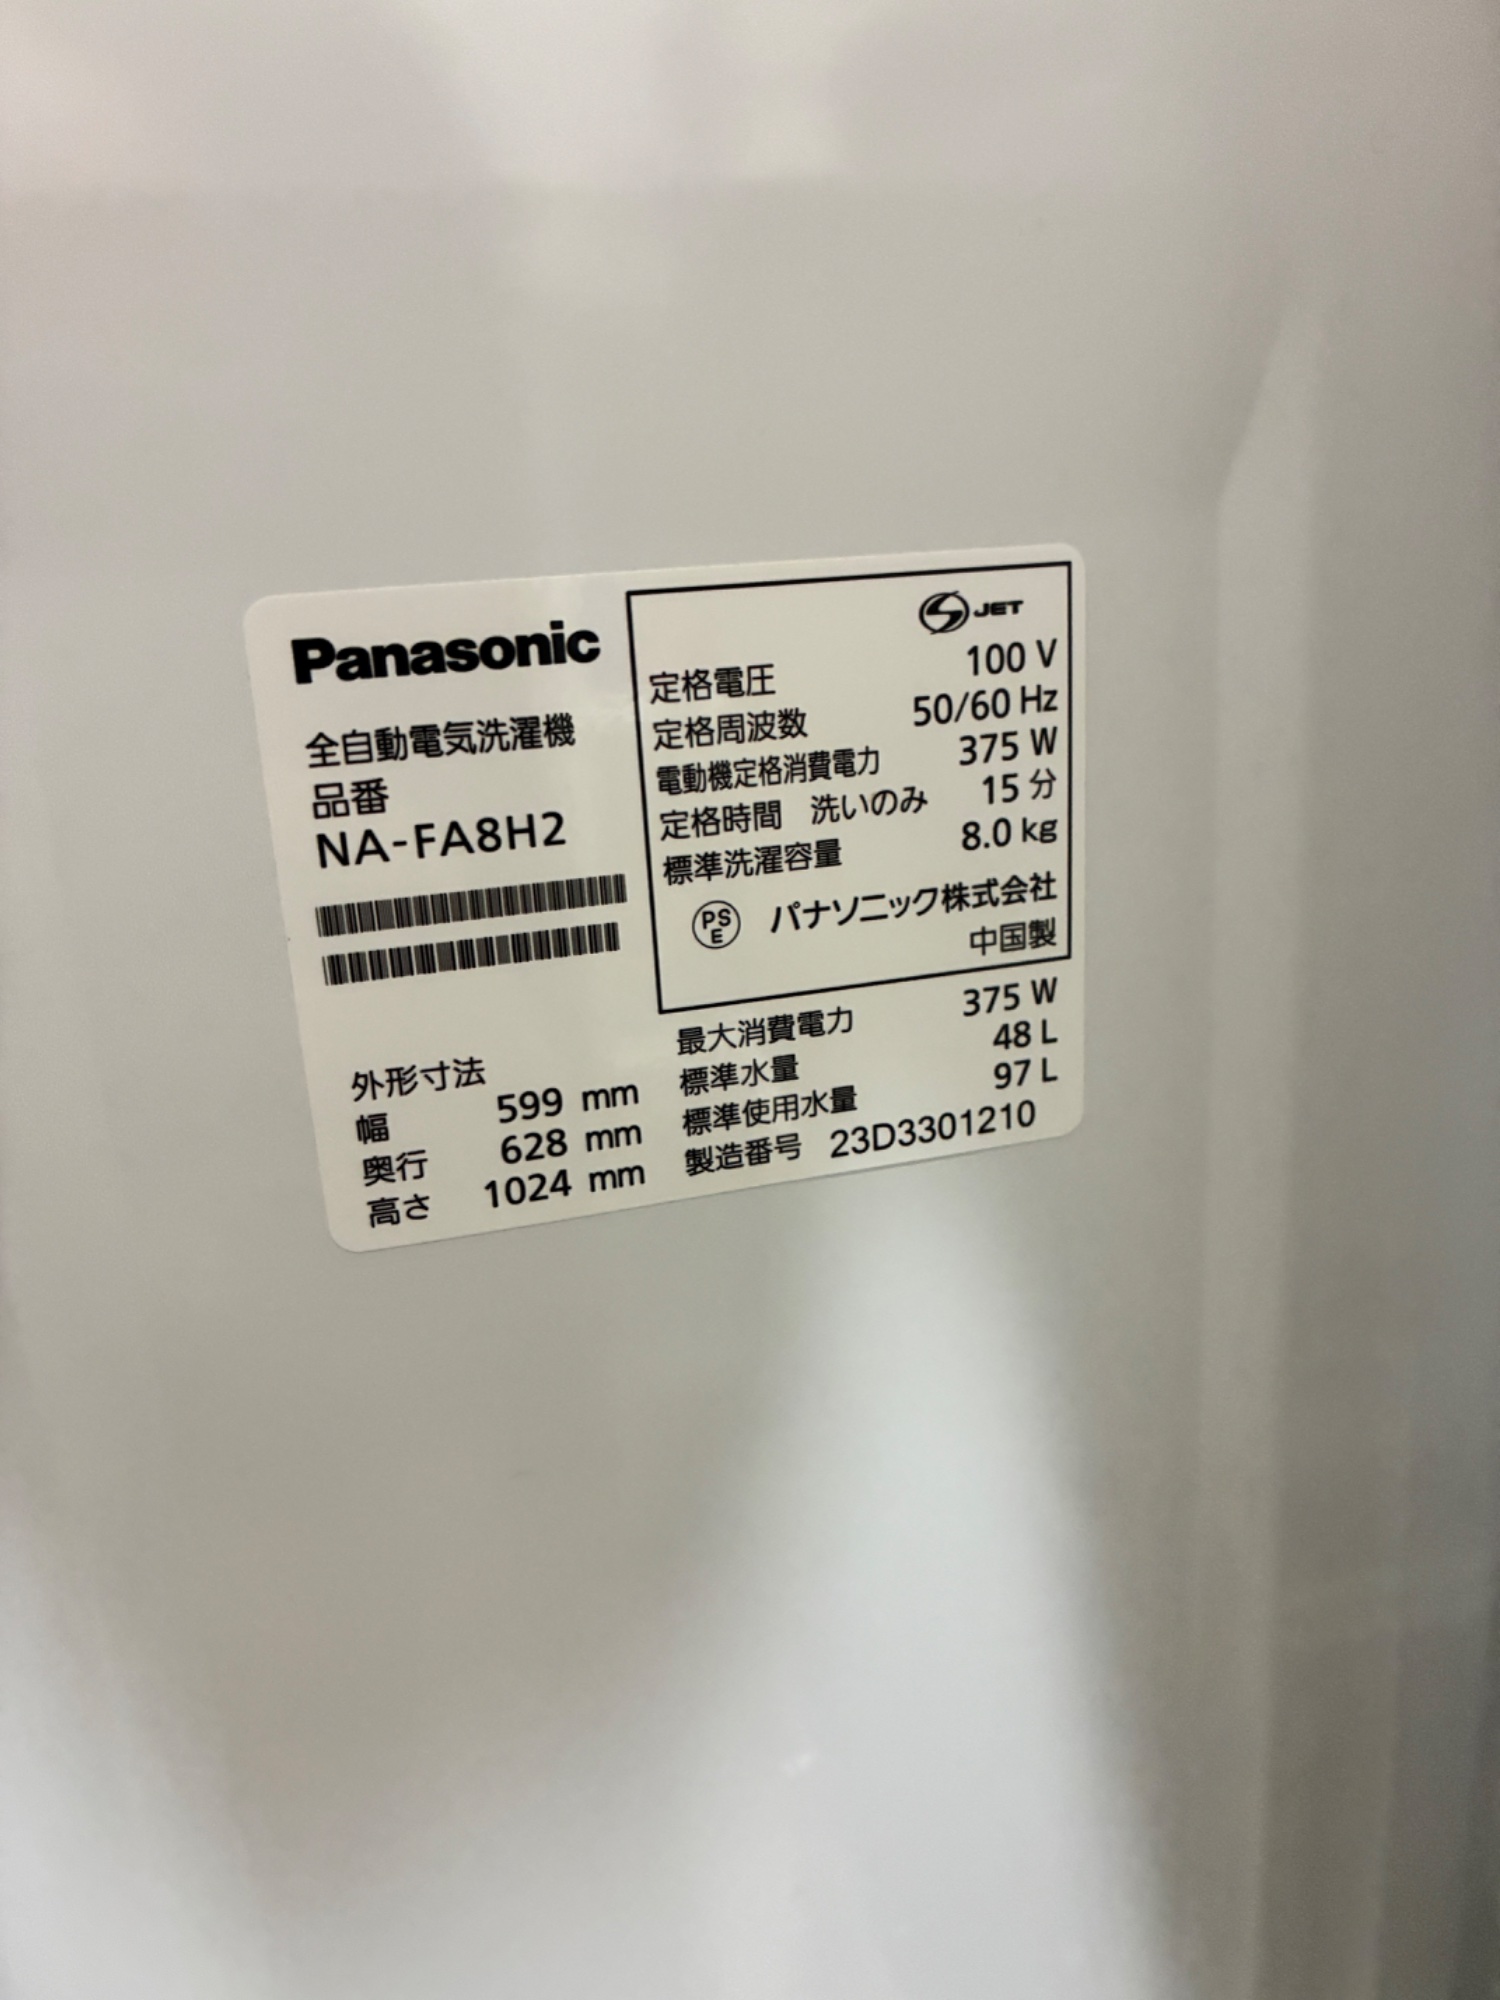 Panasonic
全自動電気洗濯機
品番
NA-FA8H2
外形寸法
幅 599 mm
奥行 628 mm
高さ 1024 mm
JET
定格電圧 100 V
定格周波数 50/60 Hz
電動機定格消費電力 375 W
定格時間 洗いのみ 15 分
標準洗濯容量 8.0 kg
PS
E
パナソニック株式会社
中国製
最大消費電力 375 W
標準水量 48 L
標準使用水量 97 L
製造番号 23D3301210